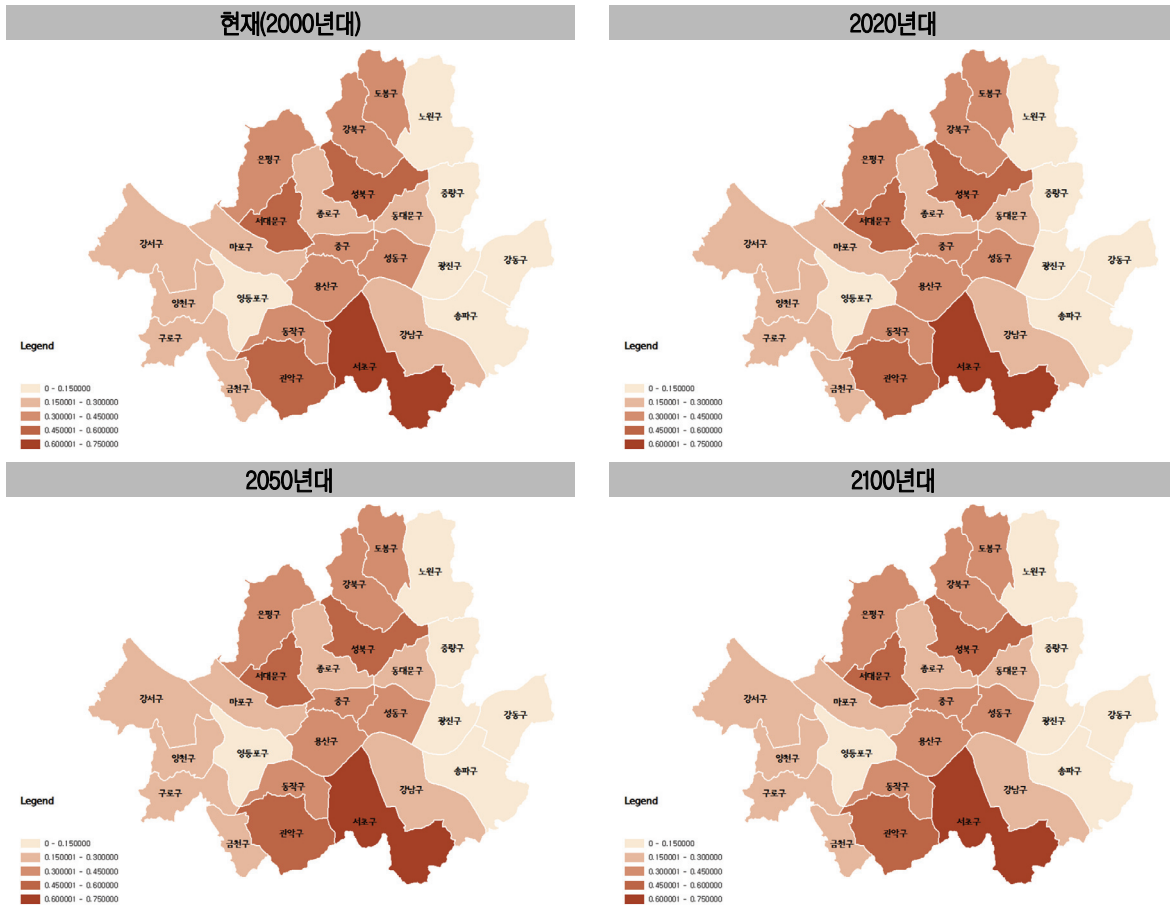 현재(2000년대)
도봉구
노원구
강북구
은평구
성북구
중랑구
서대문구
종로구
동대문구
강서구
마포구
중구
성동구
광진구
강동구
양천구
영등포구
용산구
송파구
구로구
동작구
강남구
서초구
관악구
금천구
Legend
0 - 0.150000
0.150001 - 0.300000
0.300001 - 0.450000
0.450001 - 0.600000
0.600001 - 0.750000
2020년대
도봉구
노원구
강북구
은평구
성북구
중랑구
서대문구
종로구
동대문구
강서구
마포구
중구
성동구
광진구
강동구
양천구
영등포구
용산구
송파구
구로구
동작구
강남구
서초구
관악구
금천구
Legend
0 - 0.150000
0.150001 - 0.300000
0.300001 - 0.450000
0.450001 - 0.600000
0.600001 - 0.750000
2050년대
도봉구
노원구
강북구
은평구
성북구
중랑구
서대문구
종로구
동대문구
강서구
마포구
중구
성동구
광진구
강동구
양천구
영등포구
용산구
송파구
구로구
동작구
강남구
서초구
관악구
금천구
Legend
0 - 0.150000
0.150001 - 0.300000
0.300001 - 0.450000
0.450001 - 0.600000
0.600001 - 0.750000
2100년대
도봉구
노원구
강북구
은평구
성북구
중랑구
서대문구
종로구
동대문구
강서구
마포구
중구
성동구
광진구
강동구
양천구
영등포구
용산구
송파구
구로구
동작구
강남구
서초구
관악구
금천구
Legend
0 - 0.150000
0.150001 - 0.300000
0.300001 - 0.450000
0.450001 - 0.600000
0.600001 - 0.750000